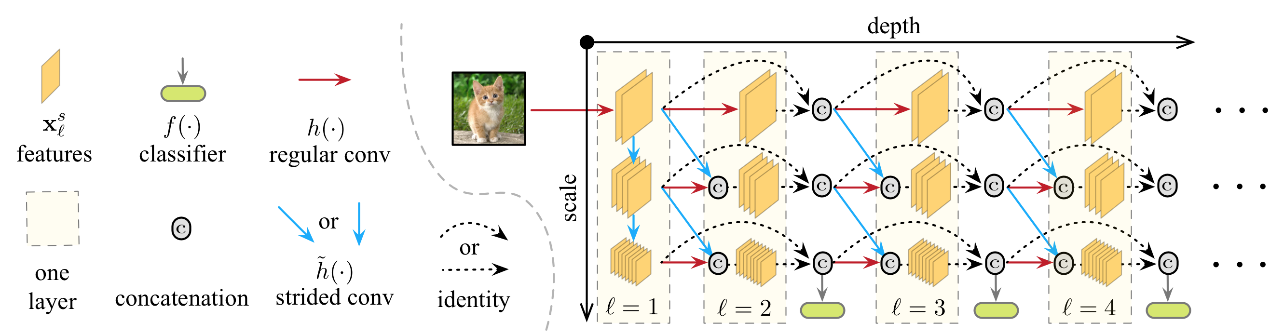 depth
scale
$\mathbf{x}_\ell^s$
features
$f(\cdot)$
classifier
$h(\cdot)$
regular conv
one
layer
c
concatenation
or
$\tilde{h}(\cdot)$
strided conv
or
identity
c c c
c c c c c c
c c c c c c
$\ell = 1$ $\ell = 2$ $\ell = 3$ $\ell = 4$
. . .
. . .
. . .